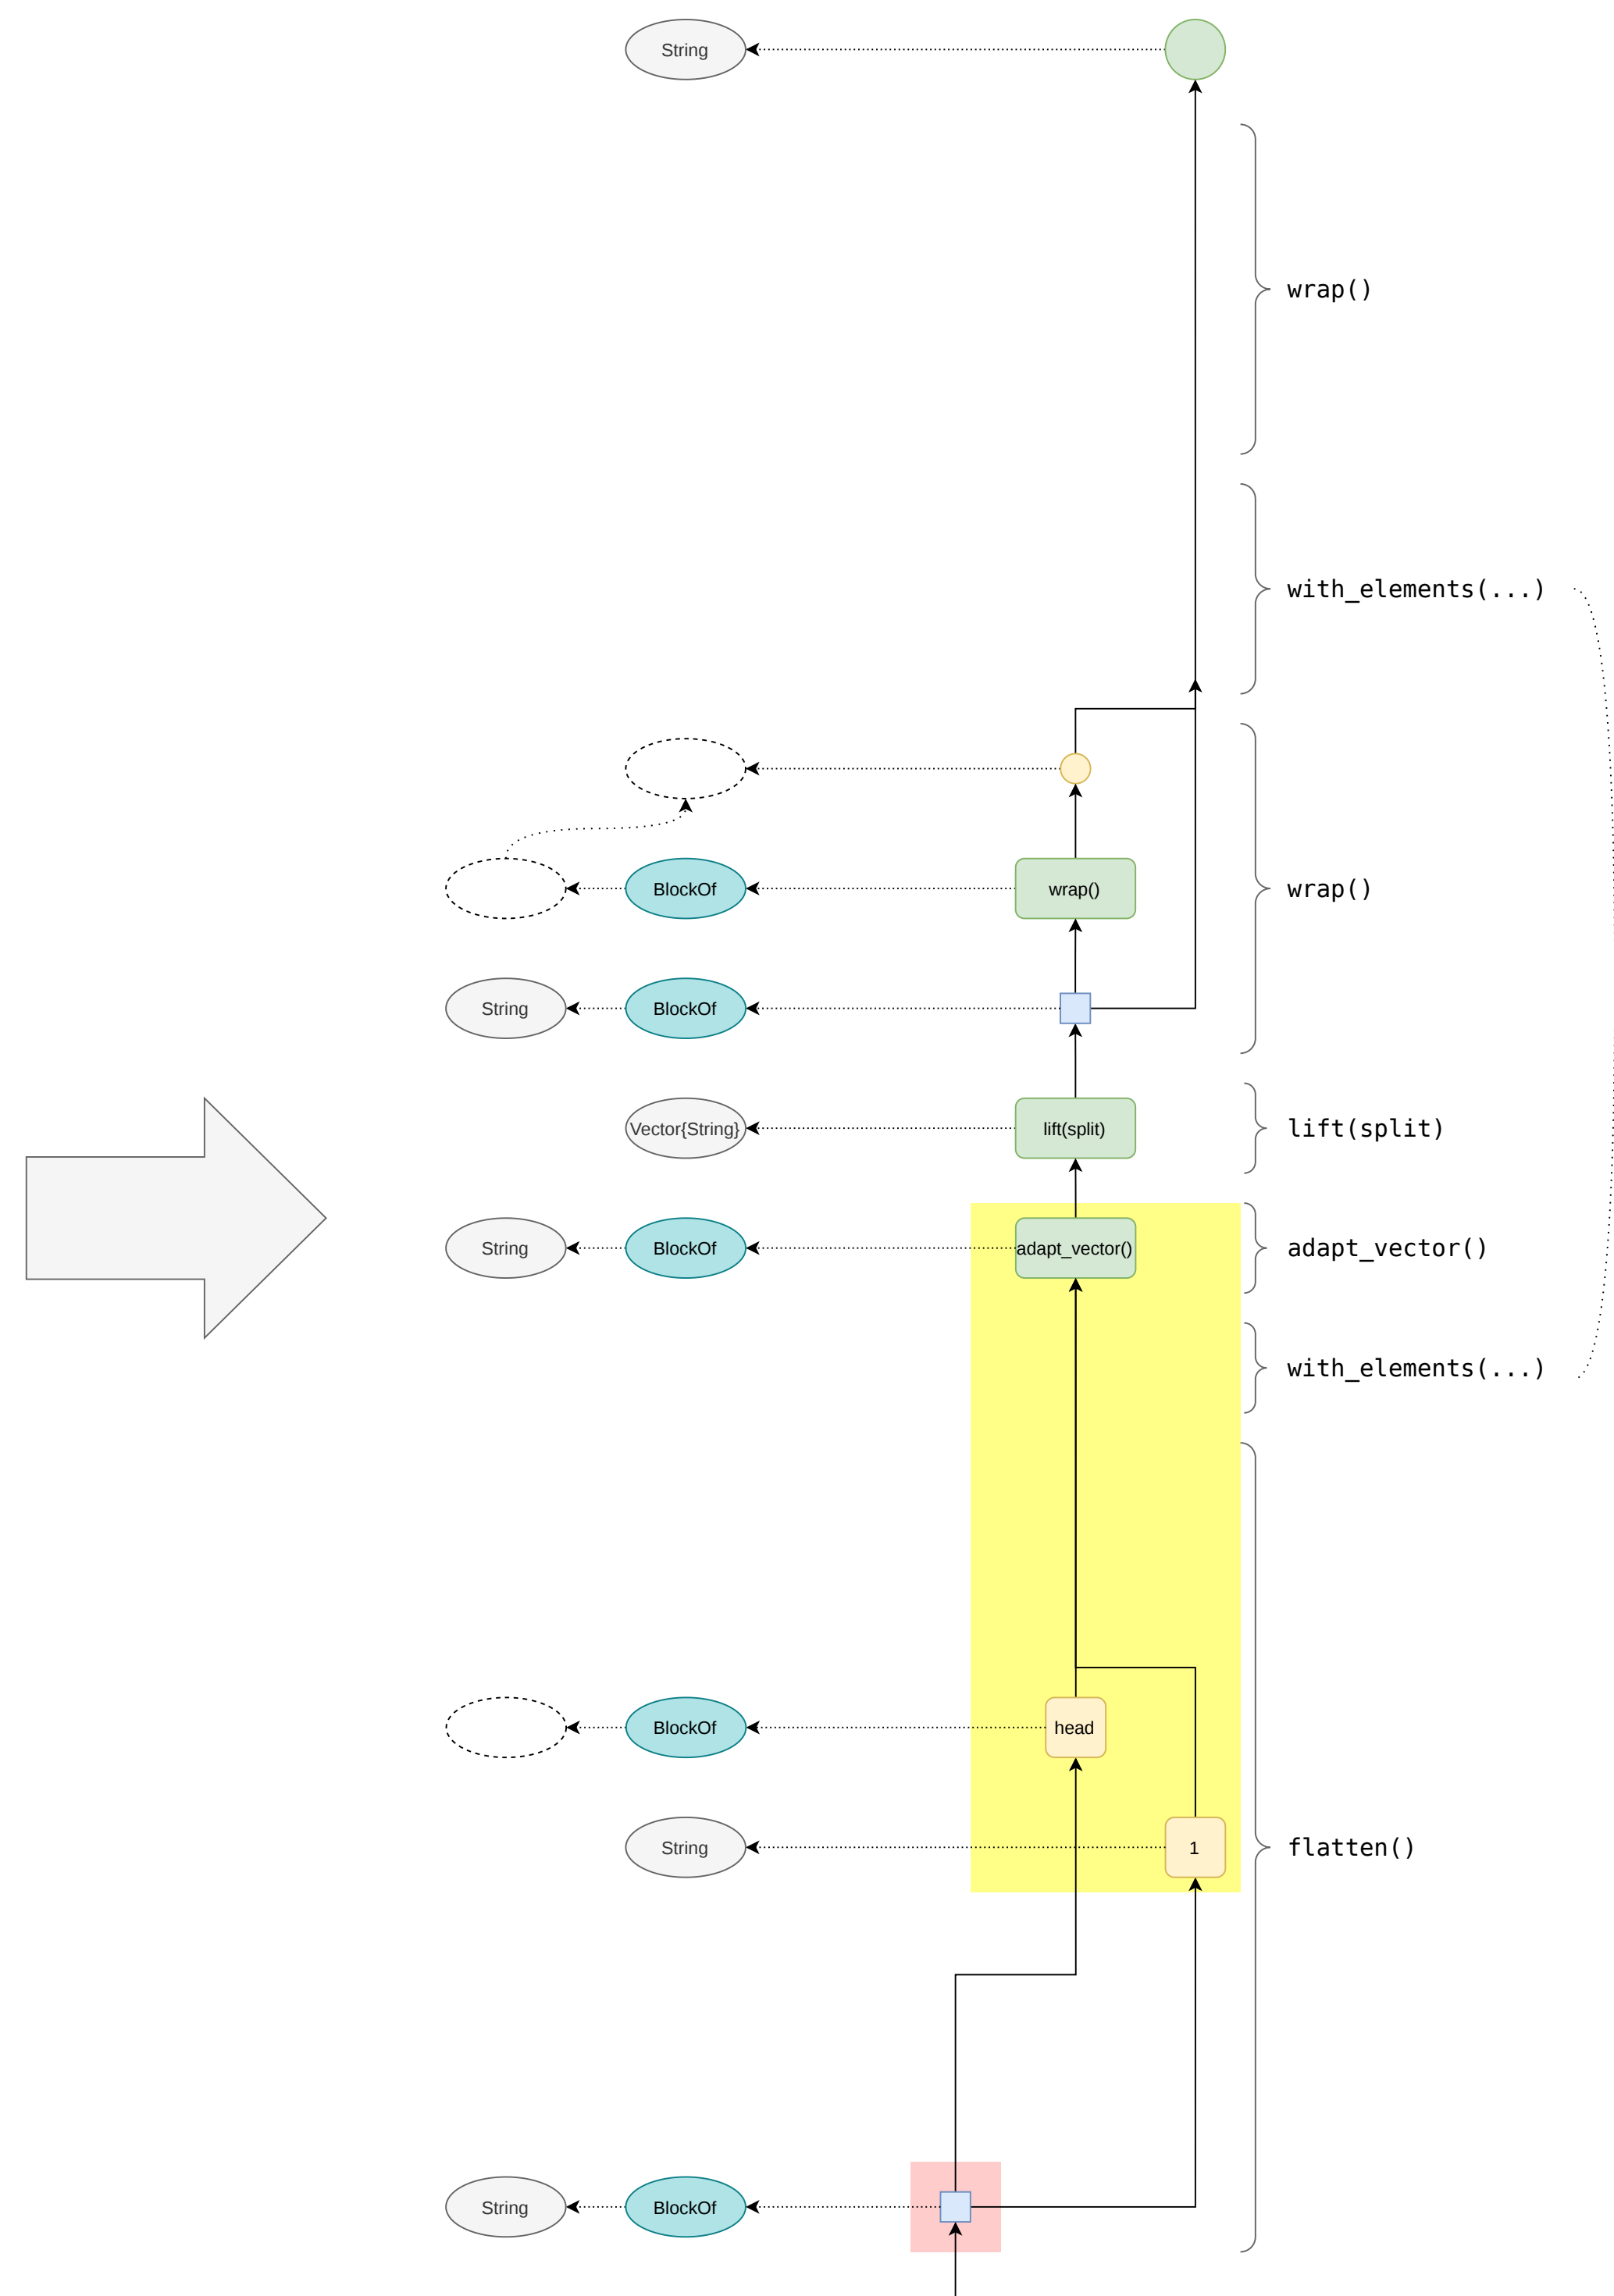 String
wrap()
with_elements(...)
BlockOf
wrap()
wrap()
String
BlockOf
Vector{String}
lift(split)
lift(split)
String
BlockOf
adapt_vector()
adapt_vector()
with_elements(...)
BlockOf
head
String
1
flatten()
String
BlockOf